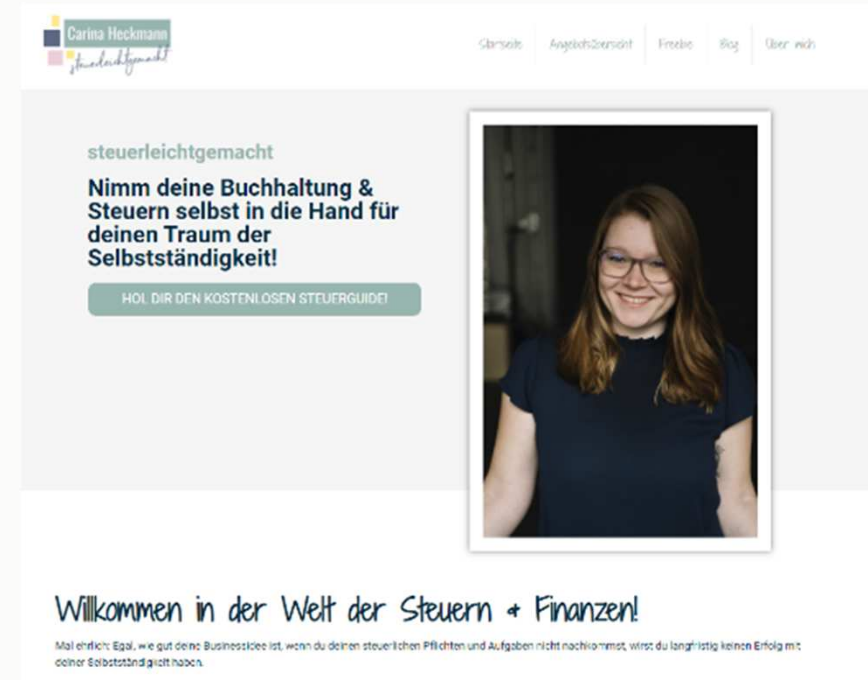 Carina Heckmann
steuerleichtgemacht
Startseite Angebotsübersicht Freebie Blog Über mich
steuerleichtgemacht
Nimm deine Buchhaltung &
Steuern selbst in die Hand für
deinen Traum der
Selbstständigkeit!
HOL DIR DEN KOSTENLOSEN STEUERGUIDE!
Willkommen in der Welt der Steuern + Finanzen!
Mal ehrlich: Egal, wie gut deine Businessidee ist, wenn du deinen steuerlichen Pflichten und Aufgaben nicht nachkommst, wirst du langfristig keinen Erfolg mit
deiner Selbstständigkeit haben.